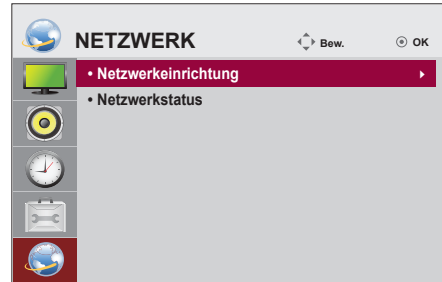 NETZWERK
Bew.
OK
• Netzwerkeinrichtung
• Netzwerkstatus